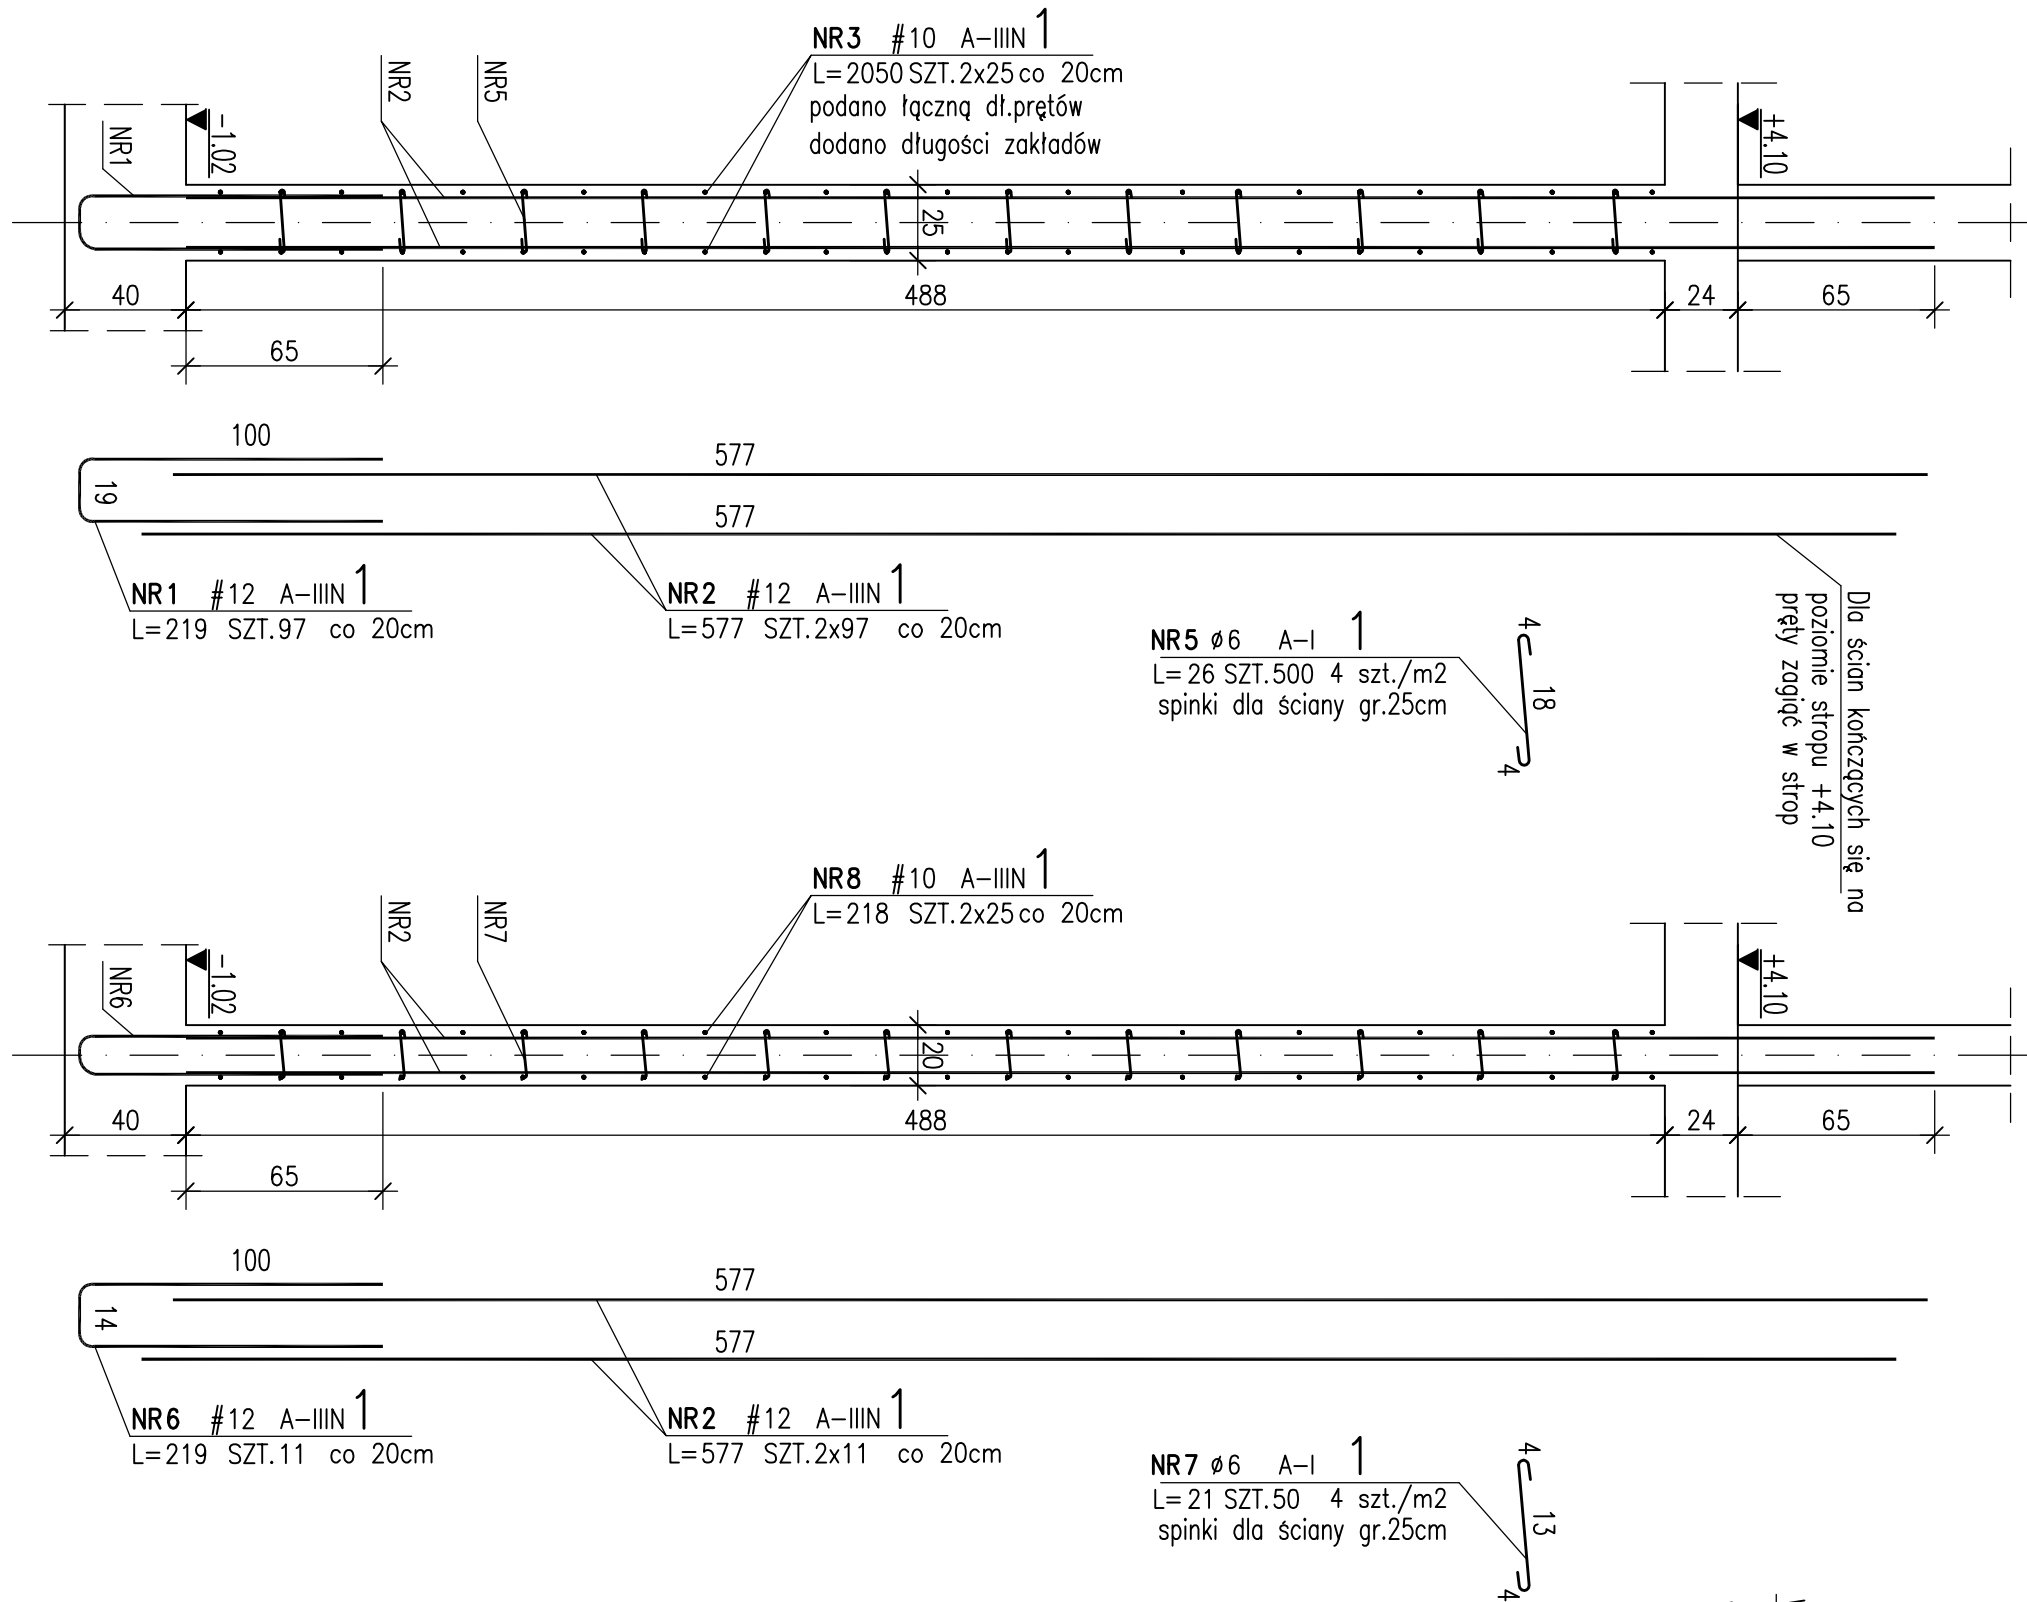 NR3 #10 A-IIIN 1
L=2050 SZT.2x25 co 20cm
podano łączną dł.prętów
dodano długości zakładów
NR1
-1.02
NR2
NR5
+4.10
25
40
488
24
65
65
100
577
19
577
NR1 #12 A-IIIN 1
L=219 SZT.97 co 20cm
NR2 #12 A-IIIN 1
L=577 SZT.2x97 co 20cm
NR5 ø6 A-I 1
L=26 SZT.500 4 szt./m2
spinki dla ściany gr.25cm
4
18
4
Dla ścian kończących się na
poziomie stropu +4.10
pręty zagiąć w strop
NR8 #10 A-IIIN 1
L=218 SZT.2x25 co 20cm
NR6
-1.02
NR2
NR7
+4.10
20
40
488
24
65
65
100
577
14
577
NR6 #12 A-IIIN 1
L=219 SZT.11 co 20cm
NR2 #12 A-IIIN 1
L=577 SZT.2x11 co 20cm
NR7 ø6 A-I 1
L=21 SZT.50 4 szt./m2
spinki dla ściany gr.25cm
4
13
4